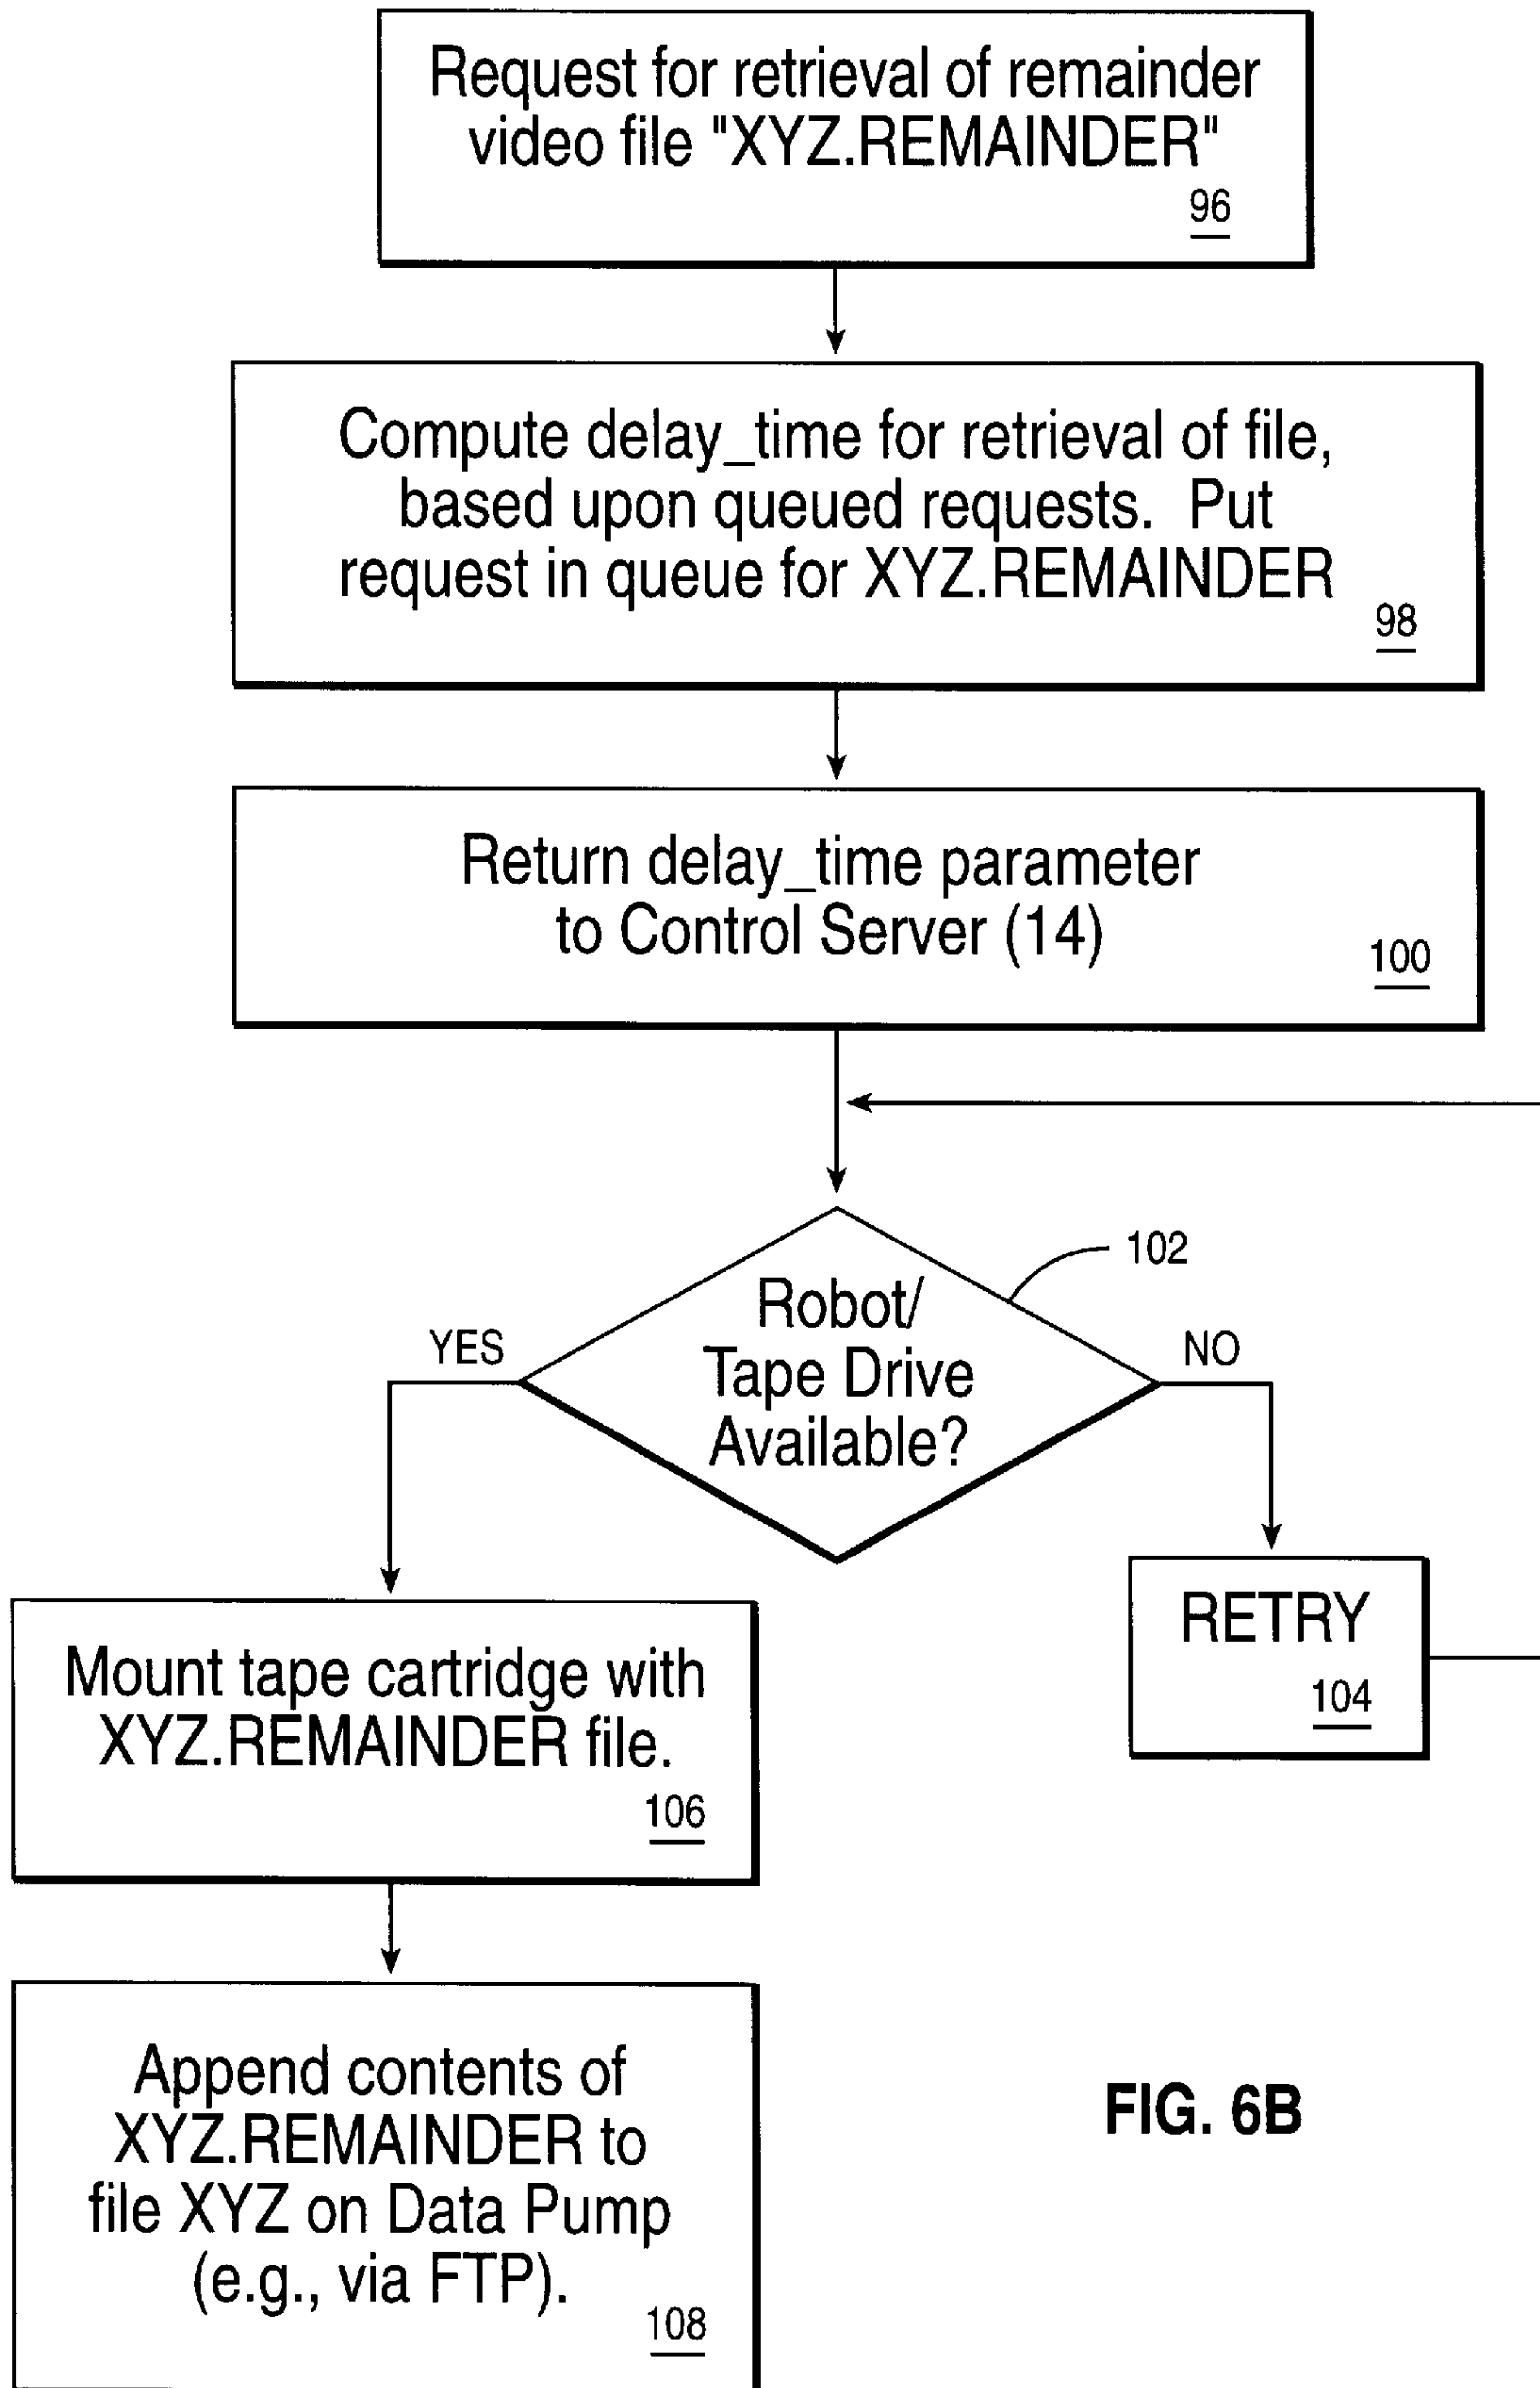 Request for retrieval of remainder
video file "XYZ.REMAINDER"
96
Compute delay_time for retrieval of file,
based upon queued requests.  Put
request in queue for XYZ.REMAINDER
98
Return delay_time parameter
to Control Server (14)
100
102
Robot/
Tape Drive
Available?
YES
NO
RETRY
104
Mount tape cartridge with
XYZ.REMAINDER file.
106
Append contents of
XYZ.REMAINDER to
file XYZ on Data Pump
(e.g., via FTP).
108
FIG. 6B